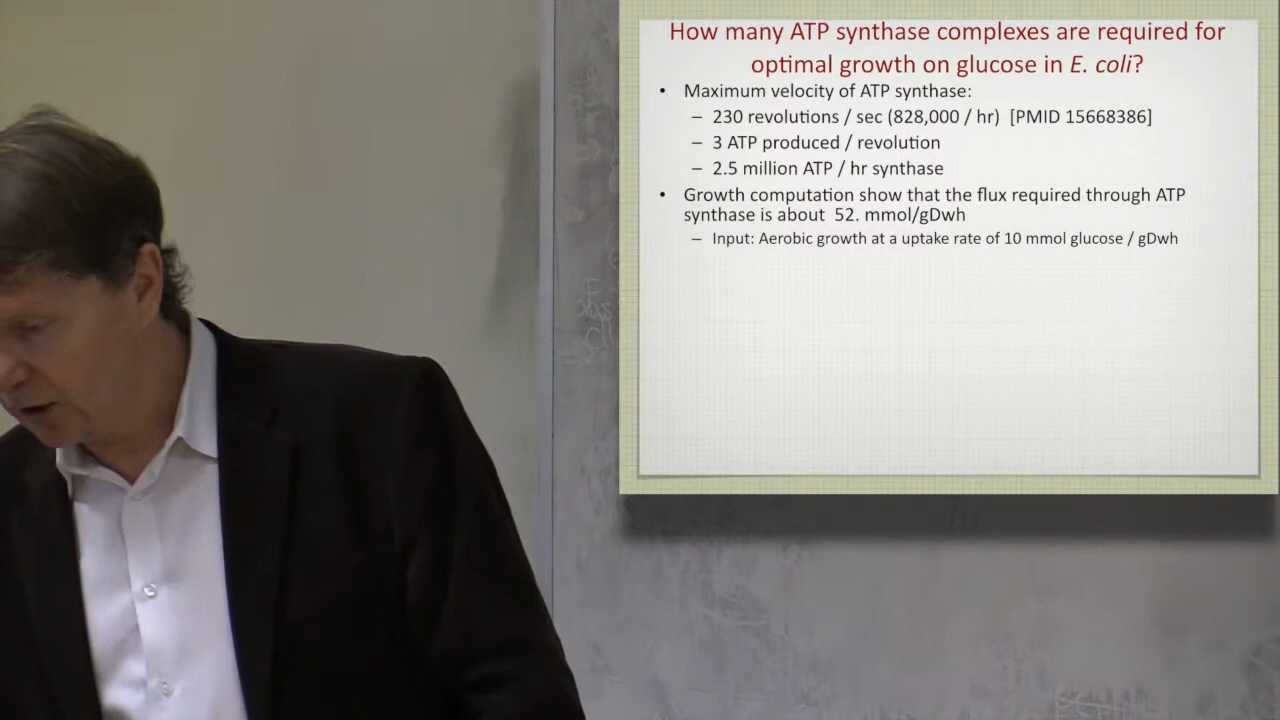 How many ATP synthase complexes are required for
optimal growth on glucose in E. coli?
• Maximum velocity of ATP synthase:
– 230 revolutions / sec (828,000 / hr) [PMID 15668386]
– 3 ATP produced / revolution
– 2.5 million ATP / hr synthase
• Growth computation show that the flux required through ATP
synthase is about 52. mmol/gDwh
– Input: Aerobic growth at a uptake rate of 10 mmol glucose / gDwh